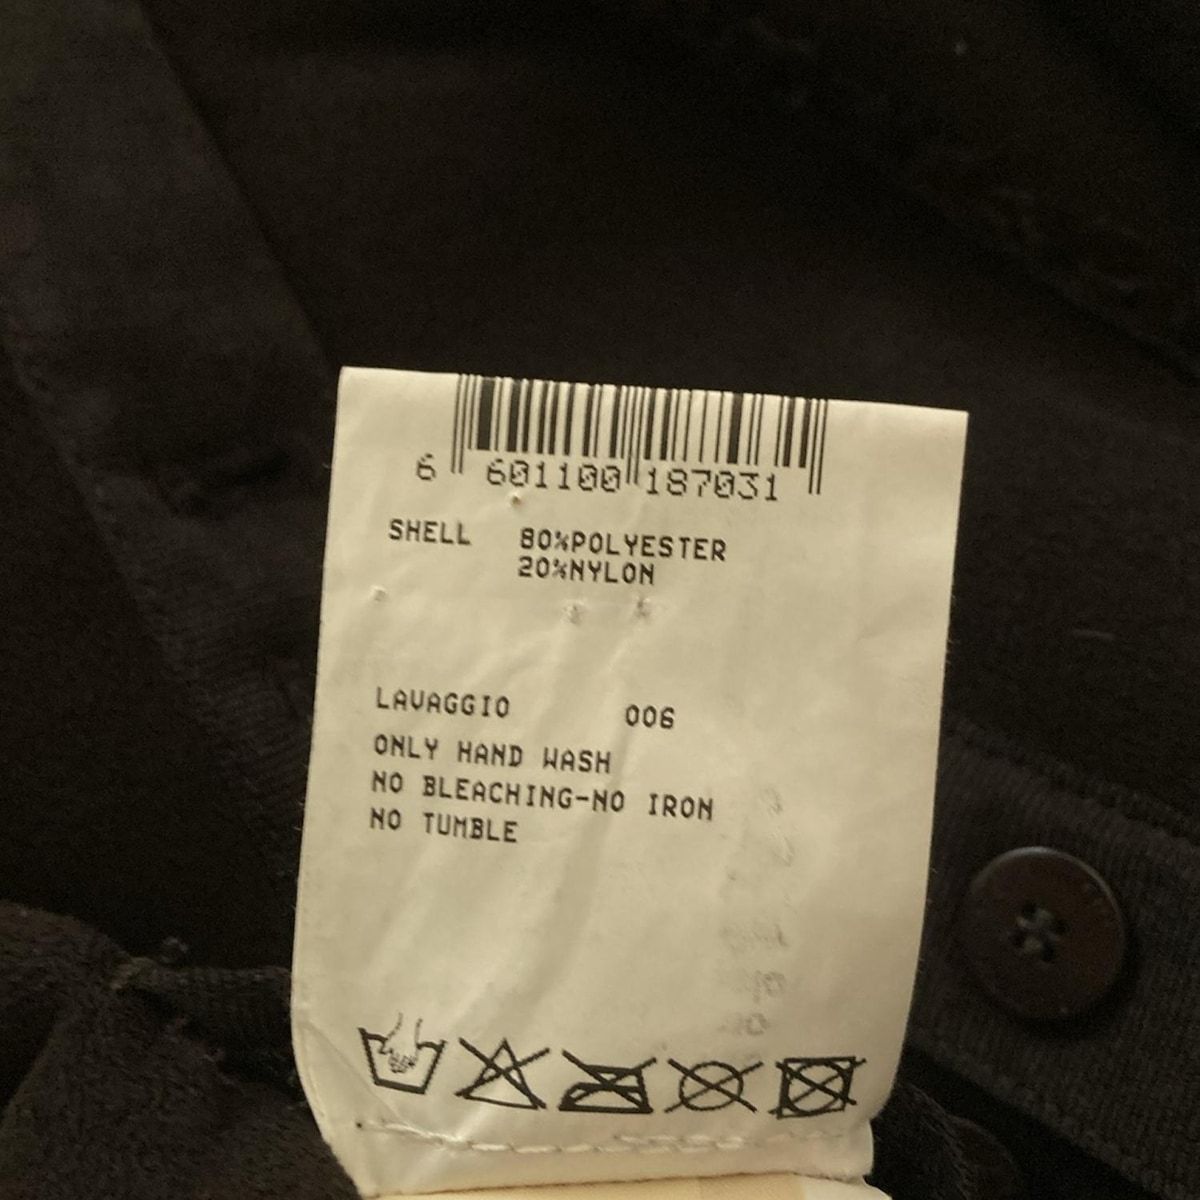 6 601100 187031
SHELL 80%POLYESTER
20%NYLON
LAVAGGIO 006
ONLY HAND WASH
NO BLEACHING-NO IRON
NO TUMBLE